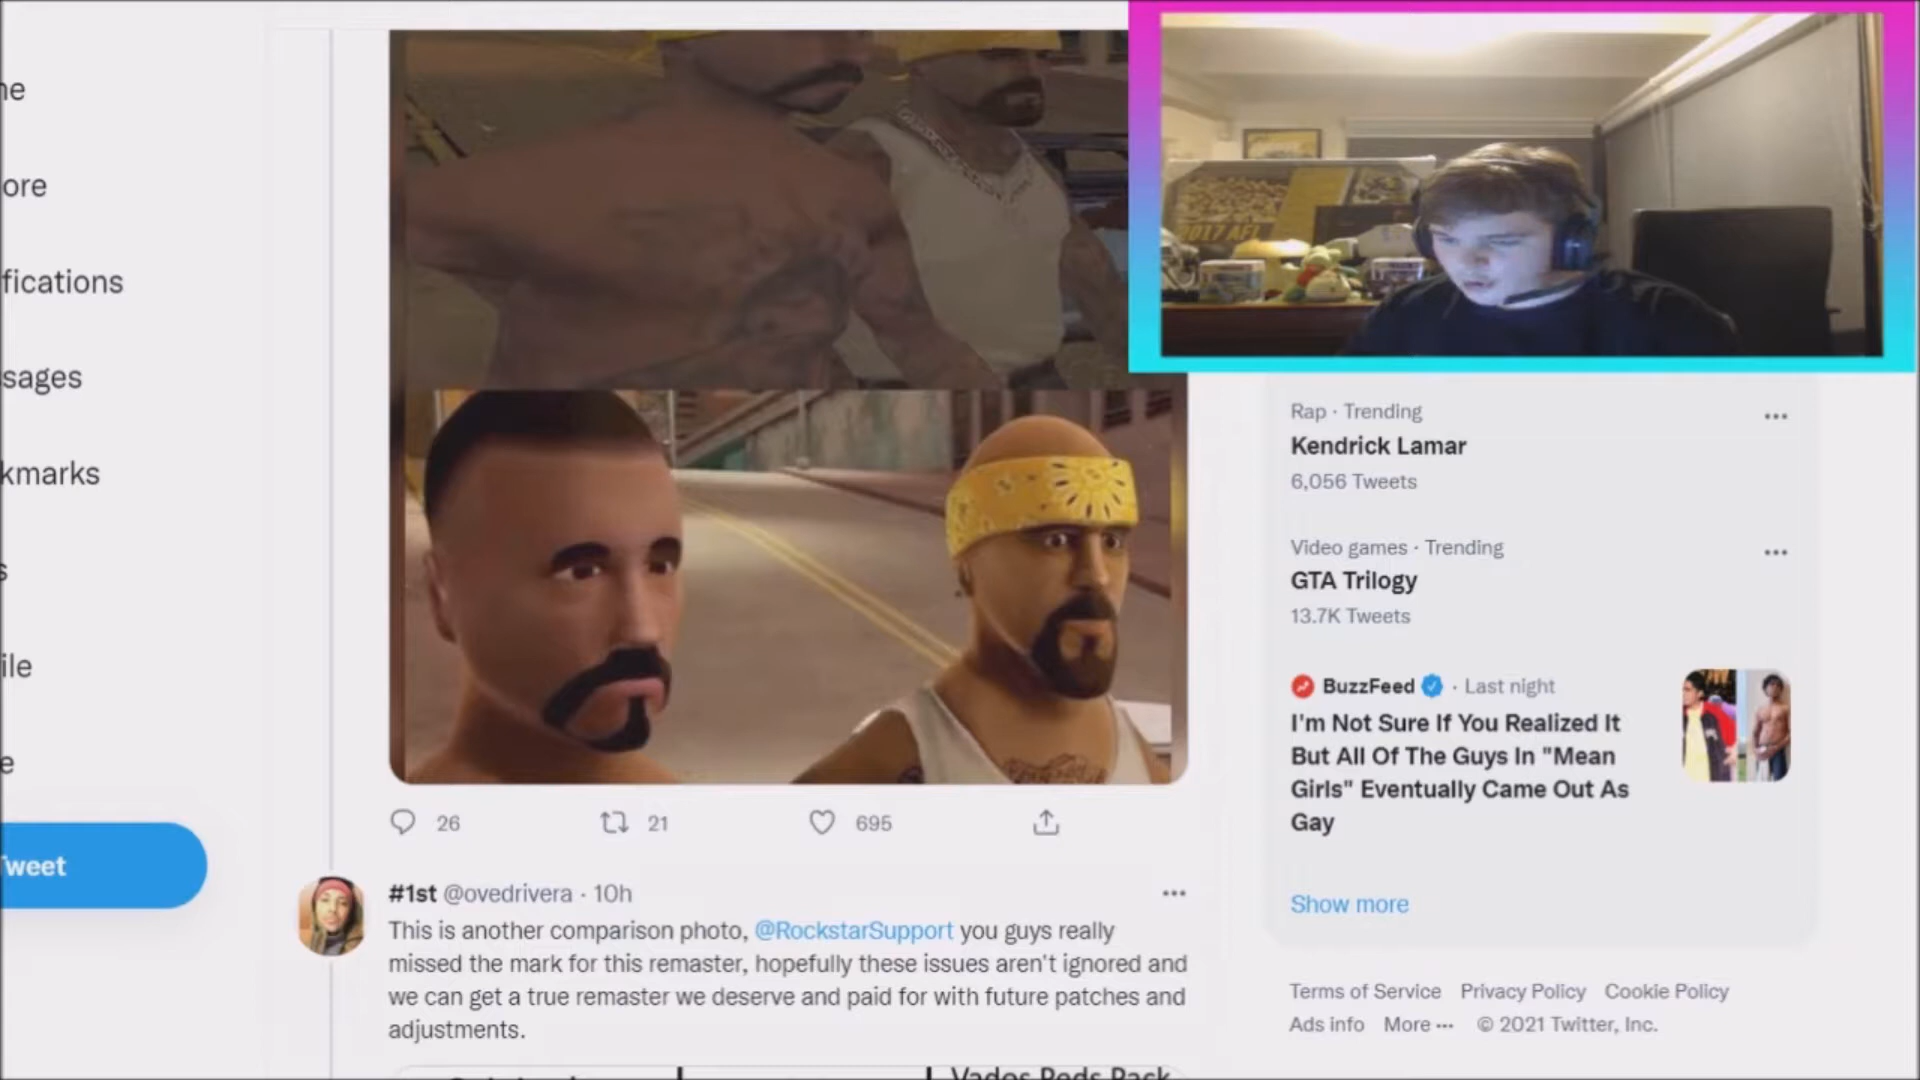 ne
ore
fications
sages
kmarks
s
ile
e
Tweet
2017 AFL
26
21
695
#1st @ovedrivera · 10h
This is another comparison photo, @RockstarSupport you guys really
missed the mark for this remaster, hopefully these issues aren't ignored and
we can get a true remaster we deserve and paid for with future patches and
adjustments.
Vados Reds Pack
Rap · Trending
Kendrick Lamar
6,056 Tweets
Video games · Trending
GTA Trilogy
13.7K Tweets
BuzzFeed · Last night
I'm Not Sure If You Realized It
But All Of The Guys In "Mean
Girls" Eventually Came Out As
Gay
Show more
Terms of Service Privacy Policy Cookie Policy
Ads info More ··· © 2021 Twitter, Inc.